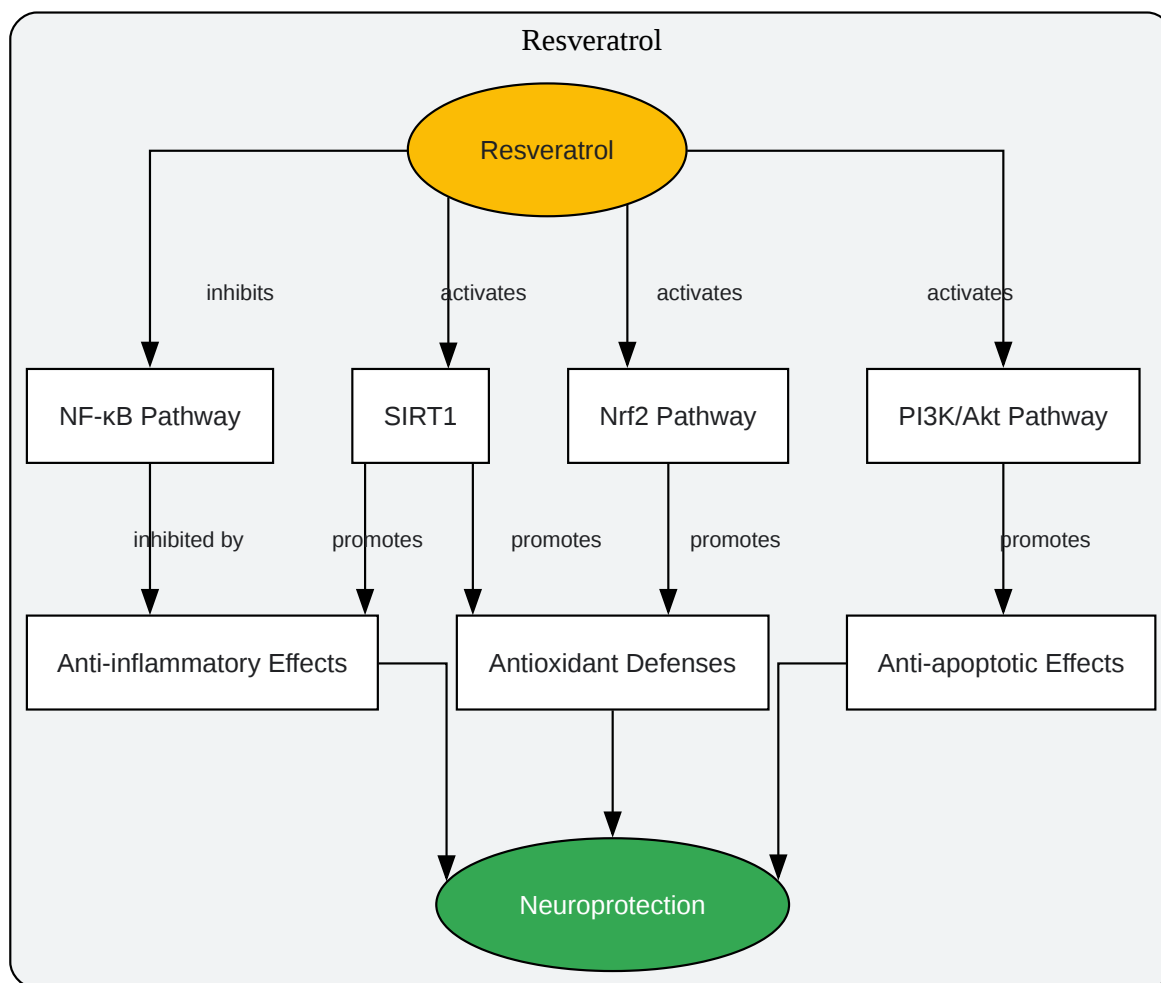 Resveratrol
Resveratrol
inhibits
activates
activates
activates
NF-κB Pathway
SIRT1
Nrf2 Pathway
PI3K/Akt Pathway
inhibited by
promotes
promotes
promotes
promotes
Anti-inflammatory Effects
Antioxidant Defenses
Anti-apoptotic Effects
Neuroprotection